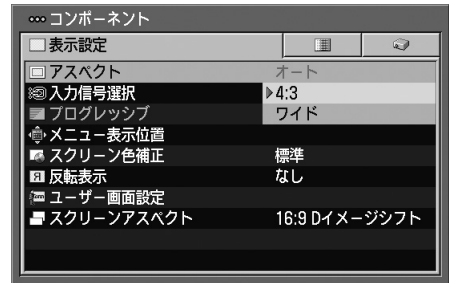 コンポーネント
表示設定
アスペクト オート
入力信号選択 4:3
プログレッシブ ワイド
メニュー表示位置
スクリーン色補正 標準
反転表示 なし
ユーザー画面設定
スクリーンアスペクト 16:9 Dイメージシフト